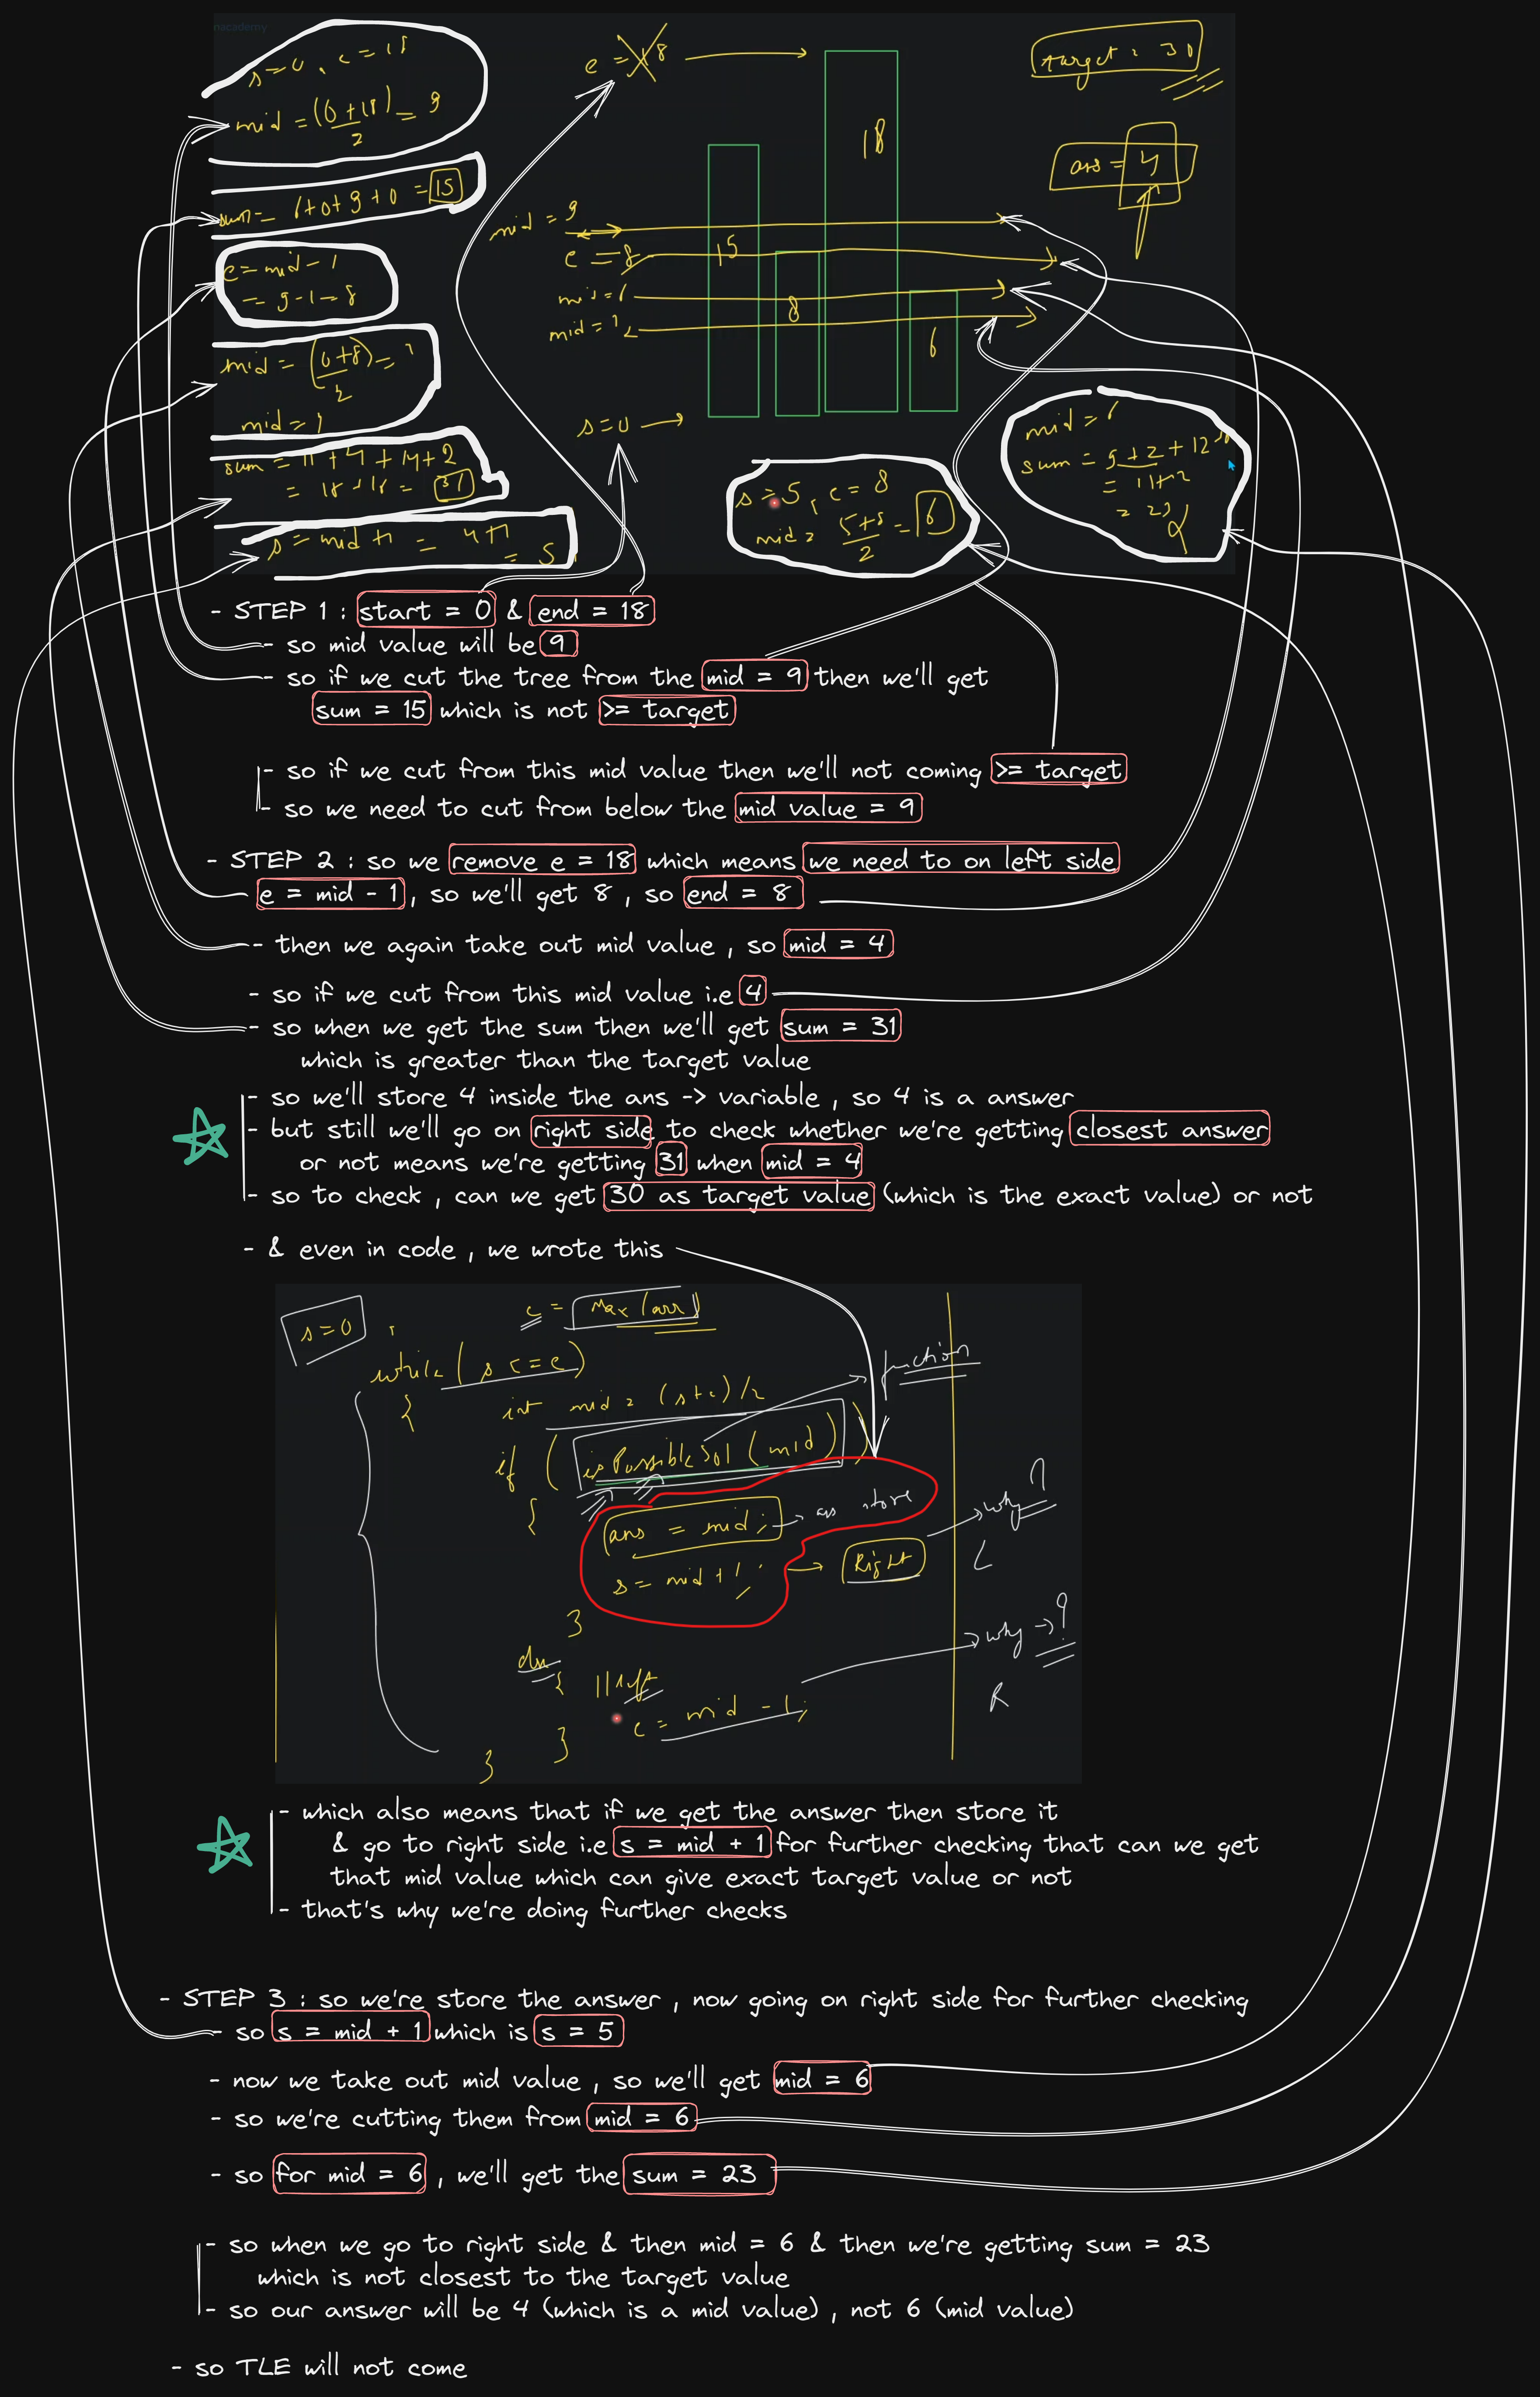 s = 0, e = 18
mid = (0+18) = 9
2
sum = 6+0+9+0 = 15
e = mid - 1
= 9-1 = 8
mid = (0+8) =
2
mid =
sum = 11 + 4 + 14 + 2
= 18 + 18 = 31
s = mid +1 = 4+1
= 5
e = 18
target = 30
ans = 4
mid = 9
e = 8
mid = 6
mid =
s = 0
15
8
18
6
s = 5, e = 8
mid = 5+8 = 6
2
mid = 6
sum = 9+2+12
= 11+12
= 23
- STEP 1 : start = 0 & end = 18
- so mid value will be 9
- so if we cut the tree from the mid = 9 then we'll get
sum = 15 which is not >= target
- so if we cut from this mid value then we'll not coming >= target
- so we need to cut from below the mid value = 9
- STEP 2 : so we remove e = 18 which means we need to on left side
e = mid - 1 , so we'll get 8 , so end = 8
- then we again take out mid value , so mid = 4
- so if we cut from this mid value i.e 4
- so when we get the sum then we'll get sum = 31
which is greater than the target value
- so we'll store 4 inside the ans -> variable , so 4 is a answer
- but still we'll go on right side to check whether we're getting closest answer
or not means we're getting 31 when mid = 4
- so to check , can we get 30 as target value (which is the exact value) or not
- & even in code , we wrote this
s = 0
e = Max (arr)
while ( s <= e )
{ int mid = (s+e)/2
function
if ( isPossibleSol (mid) )
{
ans = mid; → ans store
s = mid + 1; → Right
why ?
L
}
else
{ // left
e = mid - 1;
why → ?
R
}
}
- which also means that if we get the answer then store it
& go to right side i.e s = mid + 1 for further checking that can we get
that mid value which can give exact target value or not
- that's why we're doing further checks
- STEP 3 : so we're store the answer , now going on right side for further checking
- so s = mid + 1 which is s = 5
- now we take out mid value , so we'll get mid = 6
- so we're cutting them from mid = 6
- so for mid = 6 , we'll get the sum = 23
- so when we go to right side & then mid = 6 & then we're getting sum = 23
which is not closest to the target value
- so our answer will be 4 (which is a mid value) , not 6 (mid value)
- so TLE will not come